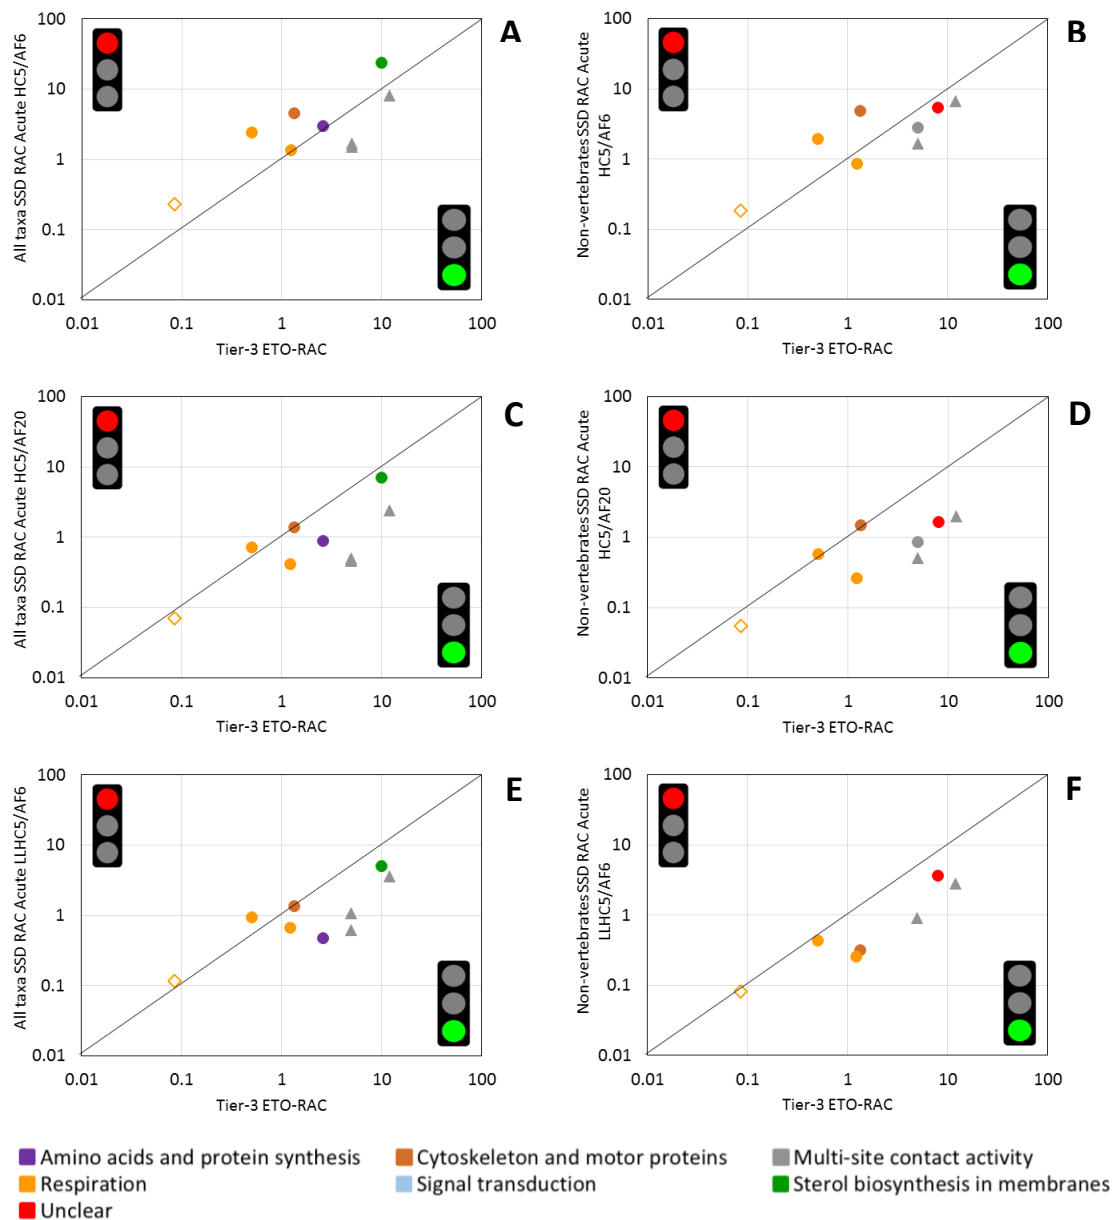 A
All taxa SSD RAC Acute HC5/AF6
100
10
1
0.1
0.01
0.01 0.1 1 10 100
Tier-3 ETO-RAC
B
Non-vertebrates SSD RAC Acute
HC5/AF6
100
10
1
0.1
0.01
0.01 0.1 1 10 100
Tier-3 ETO-RAC
C
All taxa SSD RAC Acute HC5/AF20
100
10
1
0.1
0.01
0.01 0.1 1 10 100
Tier-3 ETO-RAC
D
Non-vertebrates SSD RAC Acute
HC5/AF20
100
10
1
0.1
0.01
0.01 0.1 1 10 100
Tier-3 ETO-RAC
E
All taxa SSD RAC Acute LLHC5/AF6
100
10
1
0.1
0.01
0.01 0.1 1 10 100
Tier-3 ETO-RAC
F
Non-vertebrates SSD RAC Acute
LLHC5/AF6
100
10
1
0.1
0.01
0.01 0.1 1 10 100
Tier-3 ETO-RAC
Amino acids and protein synthesis
Cytoskeleton and motor proteins
Multi-site contact activity
Respiration
Signal transduction
Sterol biosynthesis in membranes
Unclear